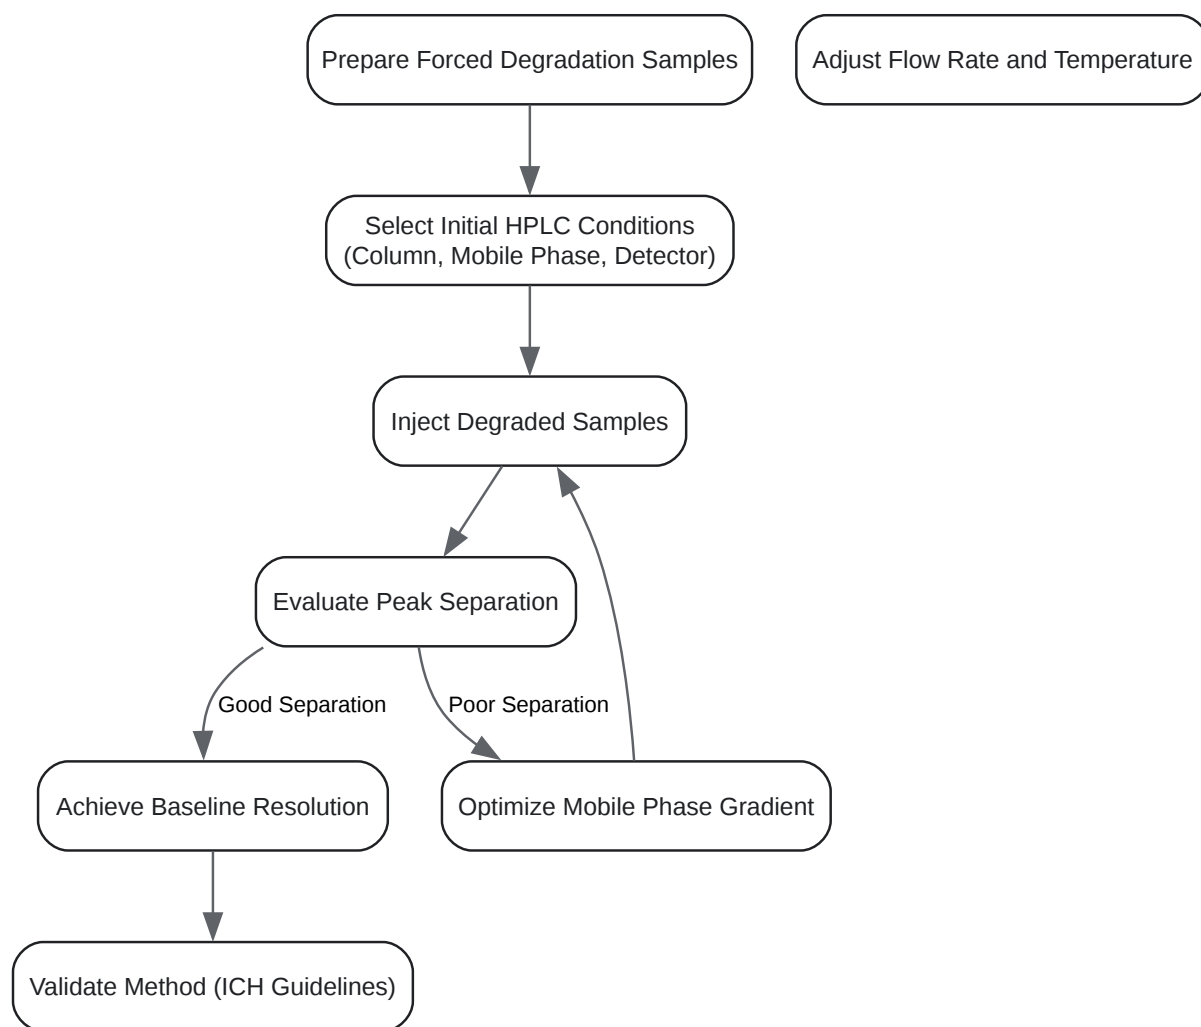 Prepare Forced Degradation Samples
Adjust Flow Rate and Temperature
Select Initial HPLC Conditions
(Column, Mobile Phase, Detector)
Inject Degraded Samples
Evaluate Peak Separation
Good Separation
Poor Separation
Achieve Baseline Resolution
Optimize Mobile Phase Gradient
Validate Method (ICH Guidelines)